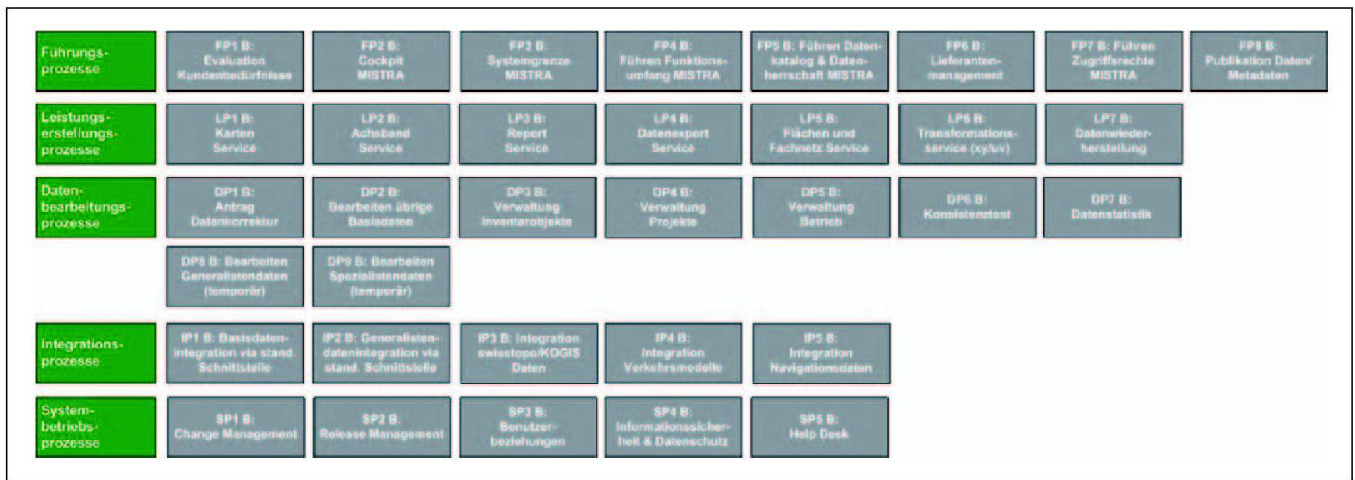 Führungs-
prozesse
FP1 B:
Evaluation
Kundenbedürfnisse
FP2 B:
Cockpit
MISTRA
FP3 B:
Systemgrenze
MISTRA
FP4 B:
Führen Funktions-
umfang MISTRA
FP5 B: Führen Daten-
katalog & Daten-
herrschaft MISTRA
FP6 B:
Lieferanten-
management
FP7 B: Führen
Zugriffsrechte
MISTRA
FP8 B:
Publikation Daten/
Metadaten
Leistungs-
erstellungs-
prozesse
LP1 B:
Karten
Service
LP2 B:
Achsband
Service
LP3 B:
Report
Service
LP4 B:
Datenexport
Service
LP5 B:
Flächen und
Fachnetz Service
LP6 B:
Transformations-
service (xy/uv)
LP7 B:
Datenwieder-
herstellung
Daten-
bearbeitungs-
prozesse
DP1 B:
Antrag
Datenkorrektur
DP2 B:
Bearbeiten übrige
Basisdaten
DP3 B:
Verwaltung
Inventarobjekte
DP4 B:
Verwaltung
Projekte
DP5 B:
Verwaltung
Betrieb
DP6 B:
Konsistenztest
DP7 B:
Datenstatistik
DP8 B: Bearbeiten
Generalistendaten
(temporär)
DP9 B: Bearbeiten
Spezialistendaten
(temporär)
Integrations-
prozesse
IP1 B: Basisdaten-
integration via stand.
Schnittstelle
IP2 B: Generalisten-
datenintegration via
stand. Schnittstelle
IP3 B: Integration
swisstopo/KOGIS
Daten
IP4 B:
Integration
Verkehrsmodelle
IP5 B:
Integration
Navigationsdaten
System-
betriebs-
prozesse
SP1 B:
Change Management
SP2 B:
Release Management
SP3 B:
Benutzer-
beziehungen
SP4 B:
Informationssicher-
heit & Datenschutz
SP5 B:
Help Desk